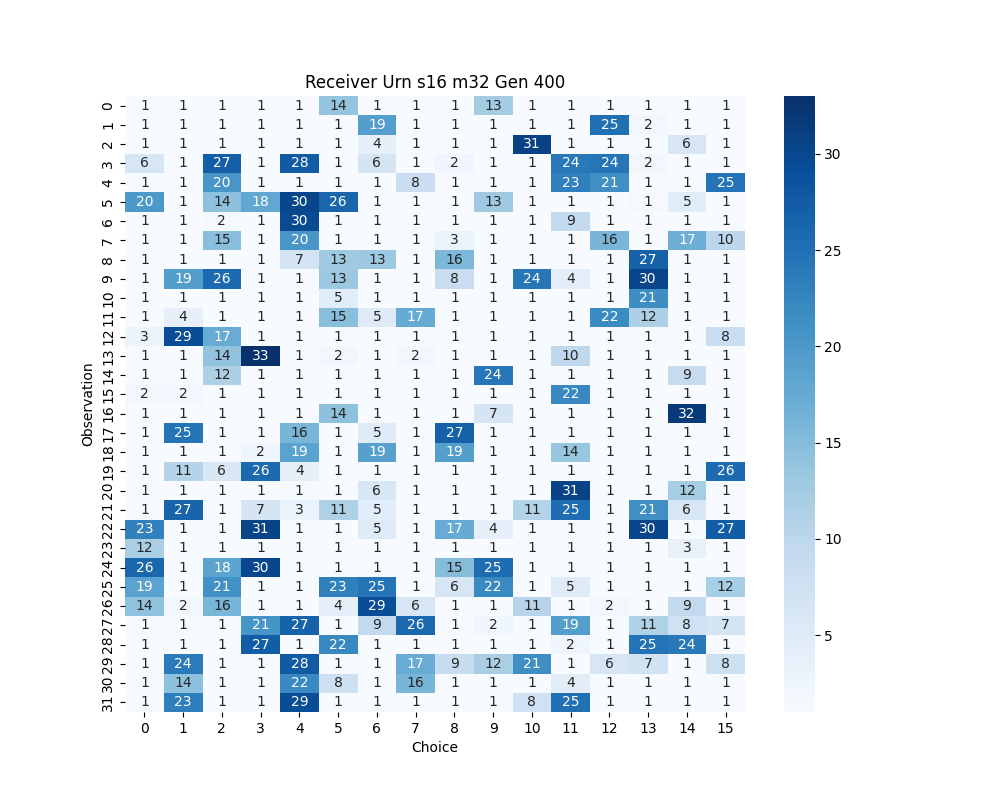 Receiver Urn s16 m32 Gen 400
0 1 1 1 1 1 14 1 1 1 13 1 1 1 1 1 1
1 1 1 1 1 1 1 19 1 1 1 1 1 25 2 1 1
2 1 1 1 1 1 1 4 1 1 1 31 1 1 1 6 1
3 6 1 27 1 28 1 6 1 2 1 1 24 24 2 1 1
4 1 1 20 1 1 1 1 8 1 1 1 23 21 1 1 25
5 20 1 14 18 30 26 1 1 1 13 1 1 1 1 5 1
6 1 1 2 1 30 1 1 1 1 1 1 9 1 1 1 1
7 1 1 15 1 20 1 1 1 3 1 1 1 16 1 17 10
8 1 1 1 1 7 13 13 1 16 1 1 1 1 27 1 1
9 1 19 26 1 1 13 1 1 8 1 24 4 1 30 1 1
10 1 1 1 1 1 5 1 1 1 1 1 1 1 21 1 1
11 1 4 1 1 1 15 5 17 1 1 1 1 22 12 1 1
12 3 29 17 1 1 1 1 1 1 1 1 1 1 1 1 8
13 1 1 14 33 1 2 1 2 1 1 1 10 1 1 1 1
14 1 1 12 1 1 1 1 1 1 24 1 1 1 1 9 1
15 2 2 1 1 1 1 1 1 1 1 1 22 1 1 1 1
16 1 1 1 1 1 14 1 1 1 7 1 1 1 1 32 1
17 1 25 1 1 16 1 5 1 27 1 1 1 1 1 1 1
18 1 1 1 2 19 1 19 1 19 1 1 14 1 1 1 1
19 1 11 6 26 4 1 1 1 1 1 1 1 1 1 1 26
20 1 1 1 1 1 1 6 1 1 1 1 31 1 1 12 1
21 1 27 1 7 3 11 5 1 1 1 11 25 1 21 6 1
22 23 1 1 31 1 1 5 1 17 4 1 1 1 30 1 27
23 12 1 1 1 1 1 1 1 1 1 1 1 1 1 3 1
24 26 1 18 30 1 1 1 1 15 25 1 1 1 1 1 1
25 19 1 21 1 1 23 25 1 6 22 1 5 1 1 1 12
26 14 2 16 1 1 4 29 6 1 1 11 1 2 1 9 1
27 1 1 1 21 27 1 9 26 1 2 1 19 1 11 8 7
28 1 1 1 27 1 22 1 1 1 1 1 2 1 25 24 1
29 1 24 1 1 28 1 1 17 9 12 21 1 6 7 1 8
30 1 14 1 1 22 8 1 16 1 1 1 4 1 1 1 1
31 1 23 1 1 29 1 1 1 1 1 8 25 1 1 1 1
0 1 2 3 4 5 6 7 8 9 10 11 12 13 14 15
Choice
Observation
30
25
20
15
10
5